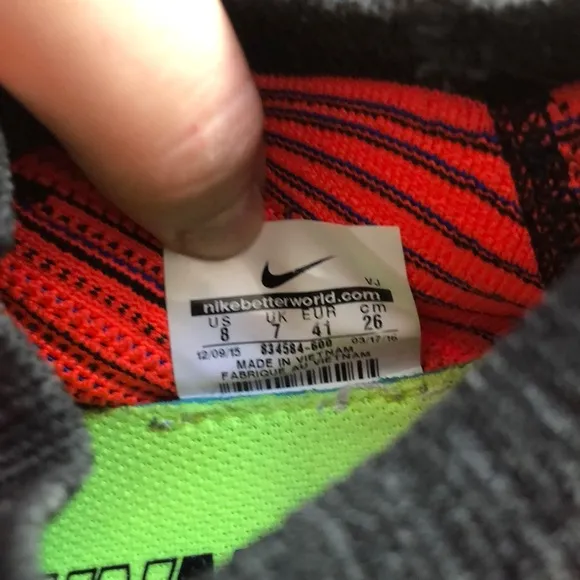 VJ
nikebetterworld.com
US UK EUR cm
8 7 41 26
12/09/15 834584-600 03/17/16
MADE IN VIETNAM
FABRIQUE AU VIETNAM